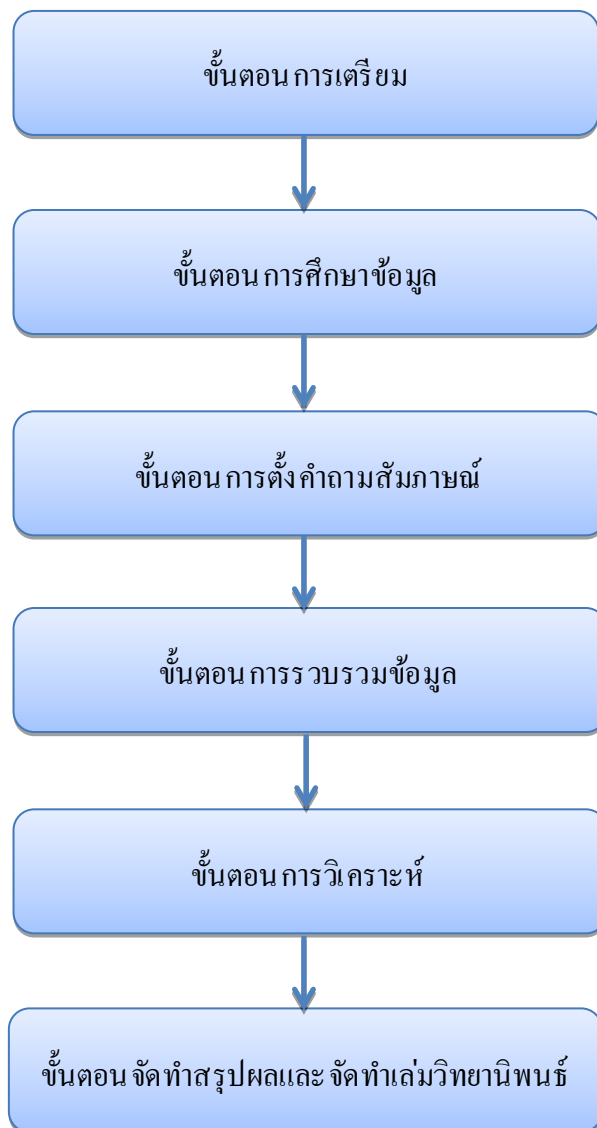 ขั้นตอนการเตรียม
ขั้นตอนการศึกษาข้อมูล
ขั้นตอนการตั้งคำถามสัมภาษณ์
ขั้นตอนการรวบรวมข้อมูล
ขั้นตอนการวิเคราะห์
ขั้นตอนจัดทำสรุปผลและจัดทำเล่มวิทยานิพนธ์